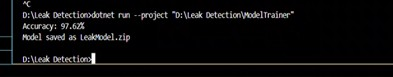 ^C
D:\Leak Detection>dotnet run --project "D:\Leak Detection\ModelTrainer"
Accuracy: 97.62%
Model saved as LeakModel.zip
D:\Leak Detection>